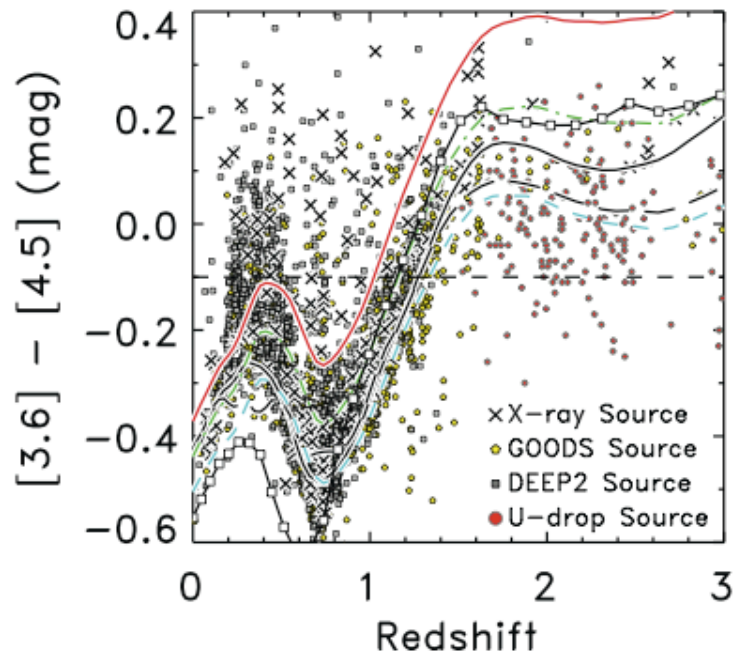 [3.6] − [4.5] (mag)
0.4
0.2
0.0
−0.2
−0.4
−0.6
X−ray Source
GOODS Source
DEEP2 Source
U−drop Source
0 1 2 3
Redshift